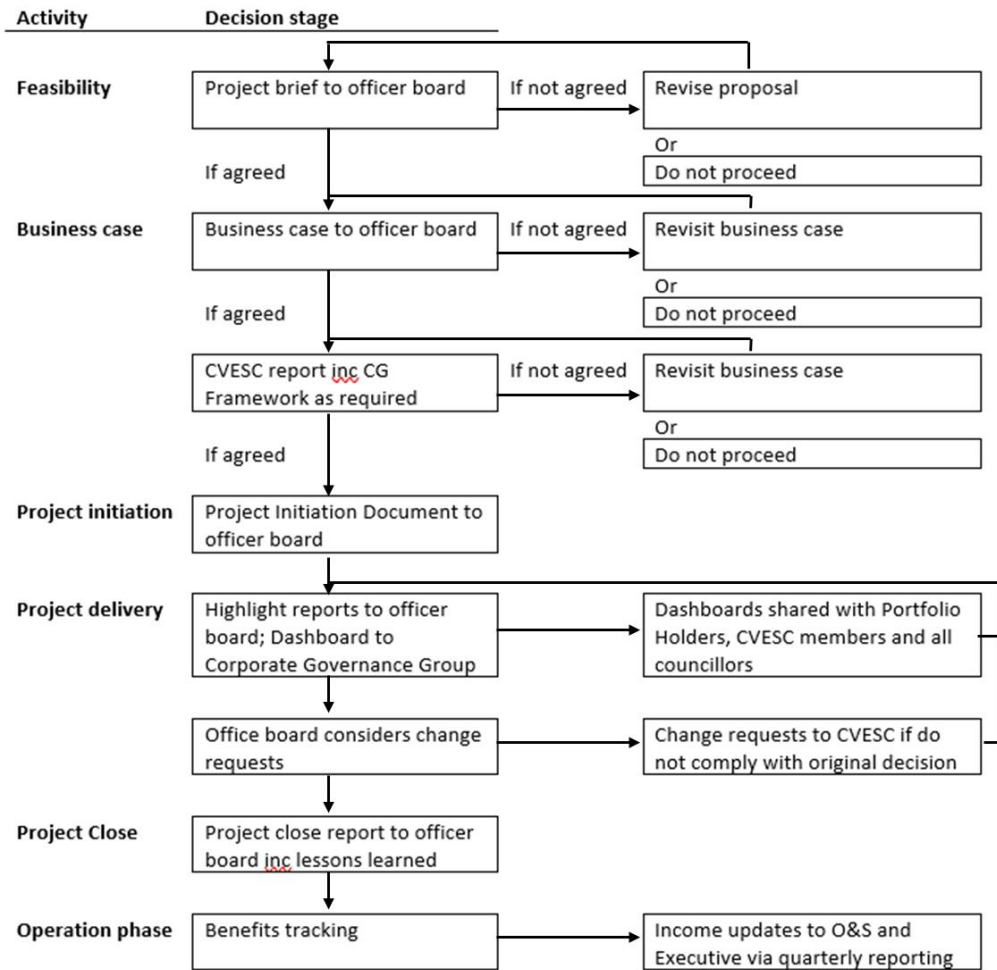 Activity Decision stage
Feasibility Project brief to officer board If not agreed Revise proposal
Or
If agreed Do not proceed
Business case Business case to officer board If not agreed Revisit business case
Or
If agreed Do not proceed
CVESC report inc CG If not agreed Revisit business case
Framework as required
Or
If agreed Do not proceed
Project initiation Project Initiation Document to
officer board
Project delivery Highlight reports to officer Dashboards shared with Portfolio
board; Dashboard to Holders, CVESC members and all
Corporate Governance Group councillors
Office board considers change Change requests to CVESC if do
requests not comply with original decision
Project Close Project close report to officer
board inc lessons learned
Operation phase Benefits tracking Income updates to O&S and
Executive via quarterly reporting